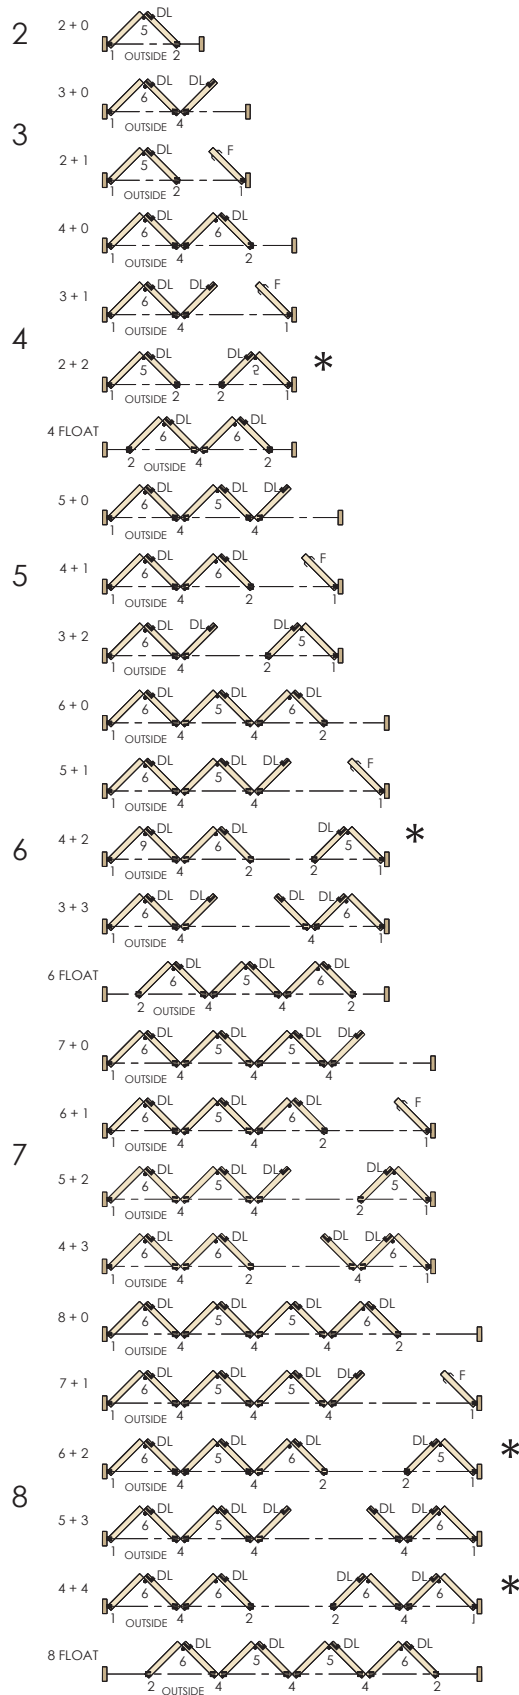 2
2 + 0 DL
5
1 OUTSIDE 2
3
3 + 0 DL DL
6
1 OUTSIDE 4
2 + 1 DL F
5
1 OUTSIDE 2 1
4
4 + 0 DL DL
6 6
1 OUTSIDE 4 2
3 + 1 DL DL F
6
1 OUTSIDE 4 1
2 + 2 DL DL *
5
1 OUTSIDE 2 2 1
4 FLOAT DL DL
6 6
2 OUTSIDE 4 2
5
5 + 0 DL DL DL
6 5
1 OUTSIDE 4 4
4 + 1 DL DL F
6 6
1 OUTSIDE 4 2 1
3 + 2 DL DL DL
6 5
1 OUTSIDE 4 2 1
6
6 + 0 DL DL DL
6 5 6
1 OUTSIDE 4 4 2
5 + 1 DL DL DL F
6 5
1 OUTSIDE 4 4 1
4 + 2 DL DL DL *
9 6 5
1 OUTSIDE 4 2 2 1
3 + 3 DL DL DL DL
6 6
1 OUTSIDE 4 4 1
6 FLOAT DL DL DL
6 5 6
2 OUTSIDE 4 4 2
7
7 + 0 DL DL DL DL
6 5 5
1 OUTSIDE 4 4 4
6 + 1 DL DL DL F
6 5 6
1 OUTSIDE 4 4 2 1
5 + 2 DL DL DL DL
6 5 5
1 OUTSIDE 4 4 2 1
4 + 3 DL DL DL DL
6 6 6
1 OUTSIDE 4 2 4 1
8
8 + 0 DL DL DL DL
6 5 5 6
1 OUTSIDE 4 4 4 2
7 + 1 DL DL DL DL F
6 5 5
1 OUTSIDE 4 4 4 1
6 + 2 DL DL DL DL *
6 5 6 5
1 OUTSIDE 4 4 2 2 1
5 + 3 DL DL DL DL DL
6 5 6
1 OUTSIDE 4 4 4 1
4 + 4 DL DL DL DL *
6 6 6 6
1 OUTSIDE 4 2 2 4 1
8 FLOAT DL DL DL DL
6 5 5 6
2 OUTSIDE 4 4 4 2